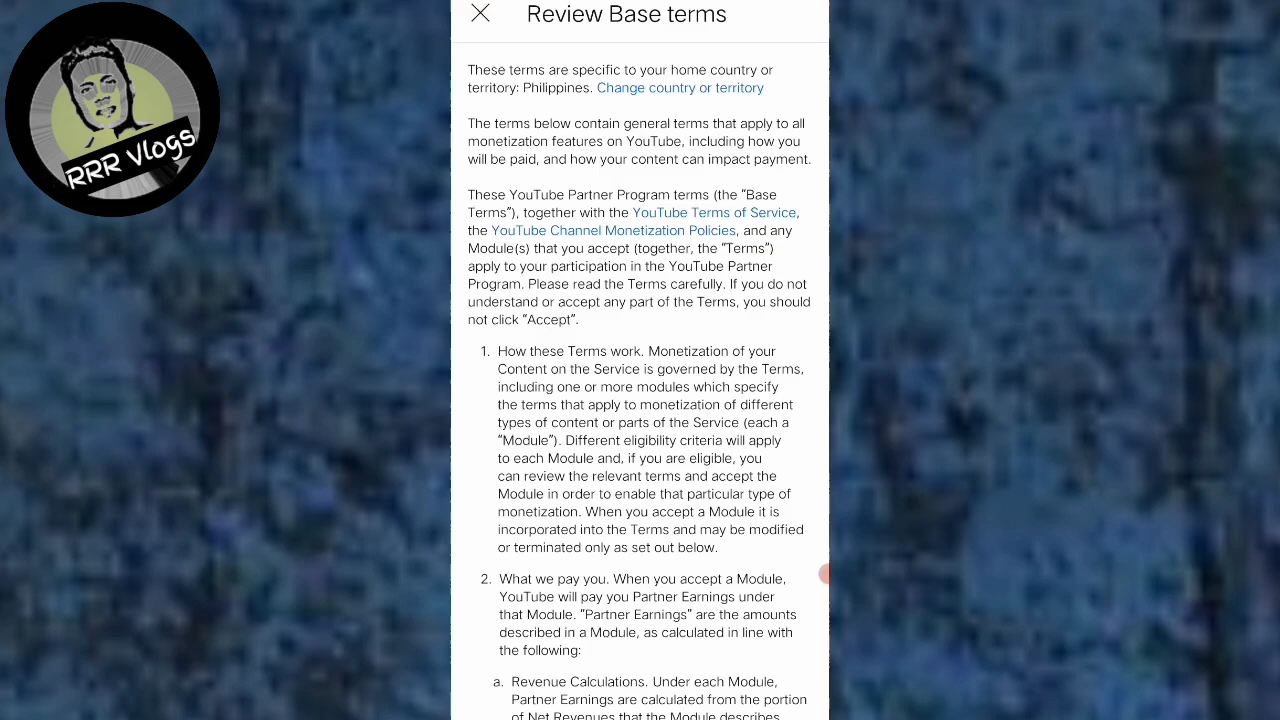 RRR Vlogs
Review Base terms
These terms are specific to your home country or
territory: Philippines. Change country or territory
The terms below contain general terms that apply to all
monetization features on YouTube, including how you
will be paid, and how your content can impact payment.
These YouTube Partner Program terms (the “Base
Terms”), together with the YouTube Terms of Service,
the YouTube Channel Monetization Policies, and any
Module(s) that you accept (together, the “Terms”)
apply to your participation in the YouTube Partner
Program. Please read the Terms carefully. If you do not
understand or accept any part of the Terms, you should
not click “Accept”.
1. How these Terms work. Monetization of your
Content on the Service is governed by the Terms,
including one or more modules which specify
the terms that apply to monetization of different
types of content or parts of the Service (each a
“Module”). Different eligibility criteria will apply
to each Module and, if you are eligible, you
can review the relevant terms and accept the
Module in order to enable that particular type of
monetization. When you accept a Module it is
incorporated into the Terms and may be modified
or terminated only as set out below.
2. What we pay you. When you accept a Module,
YouTube will pay you Partner Earnings under
that Module. “Partner Earnings” are the amounts
described in a Module, as calculated in line with
the following:
a. Revenue Calculations. Under each Module,
Partner Earnings are calculated from the portion
of Net Revenues that the Module describes